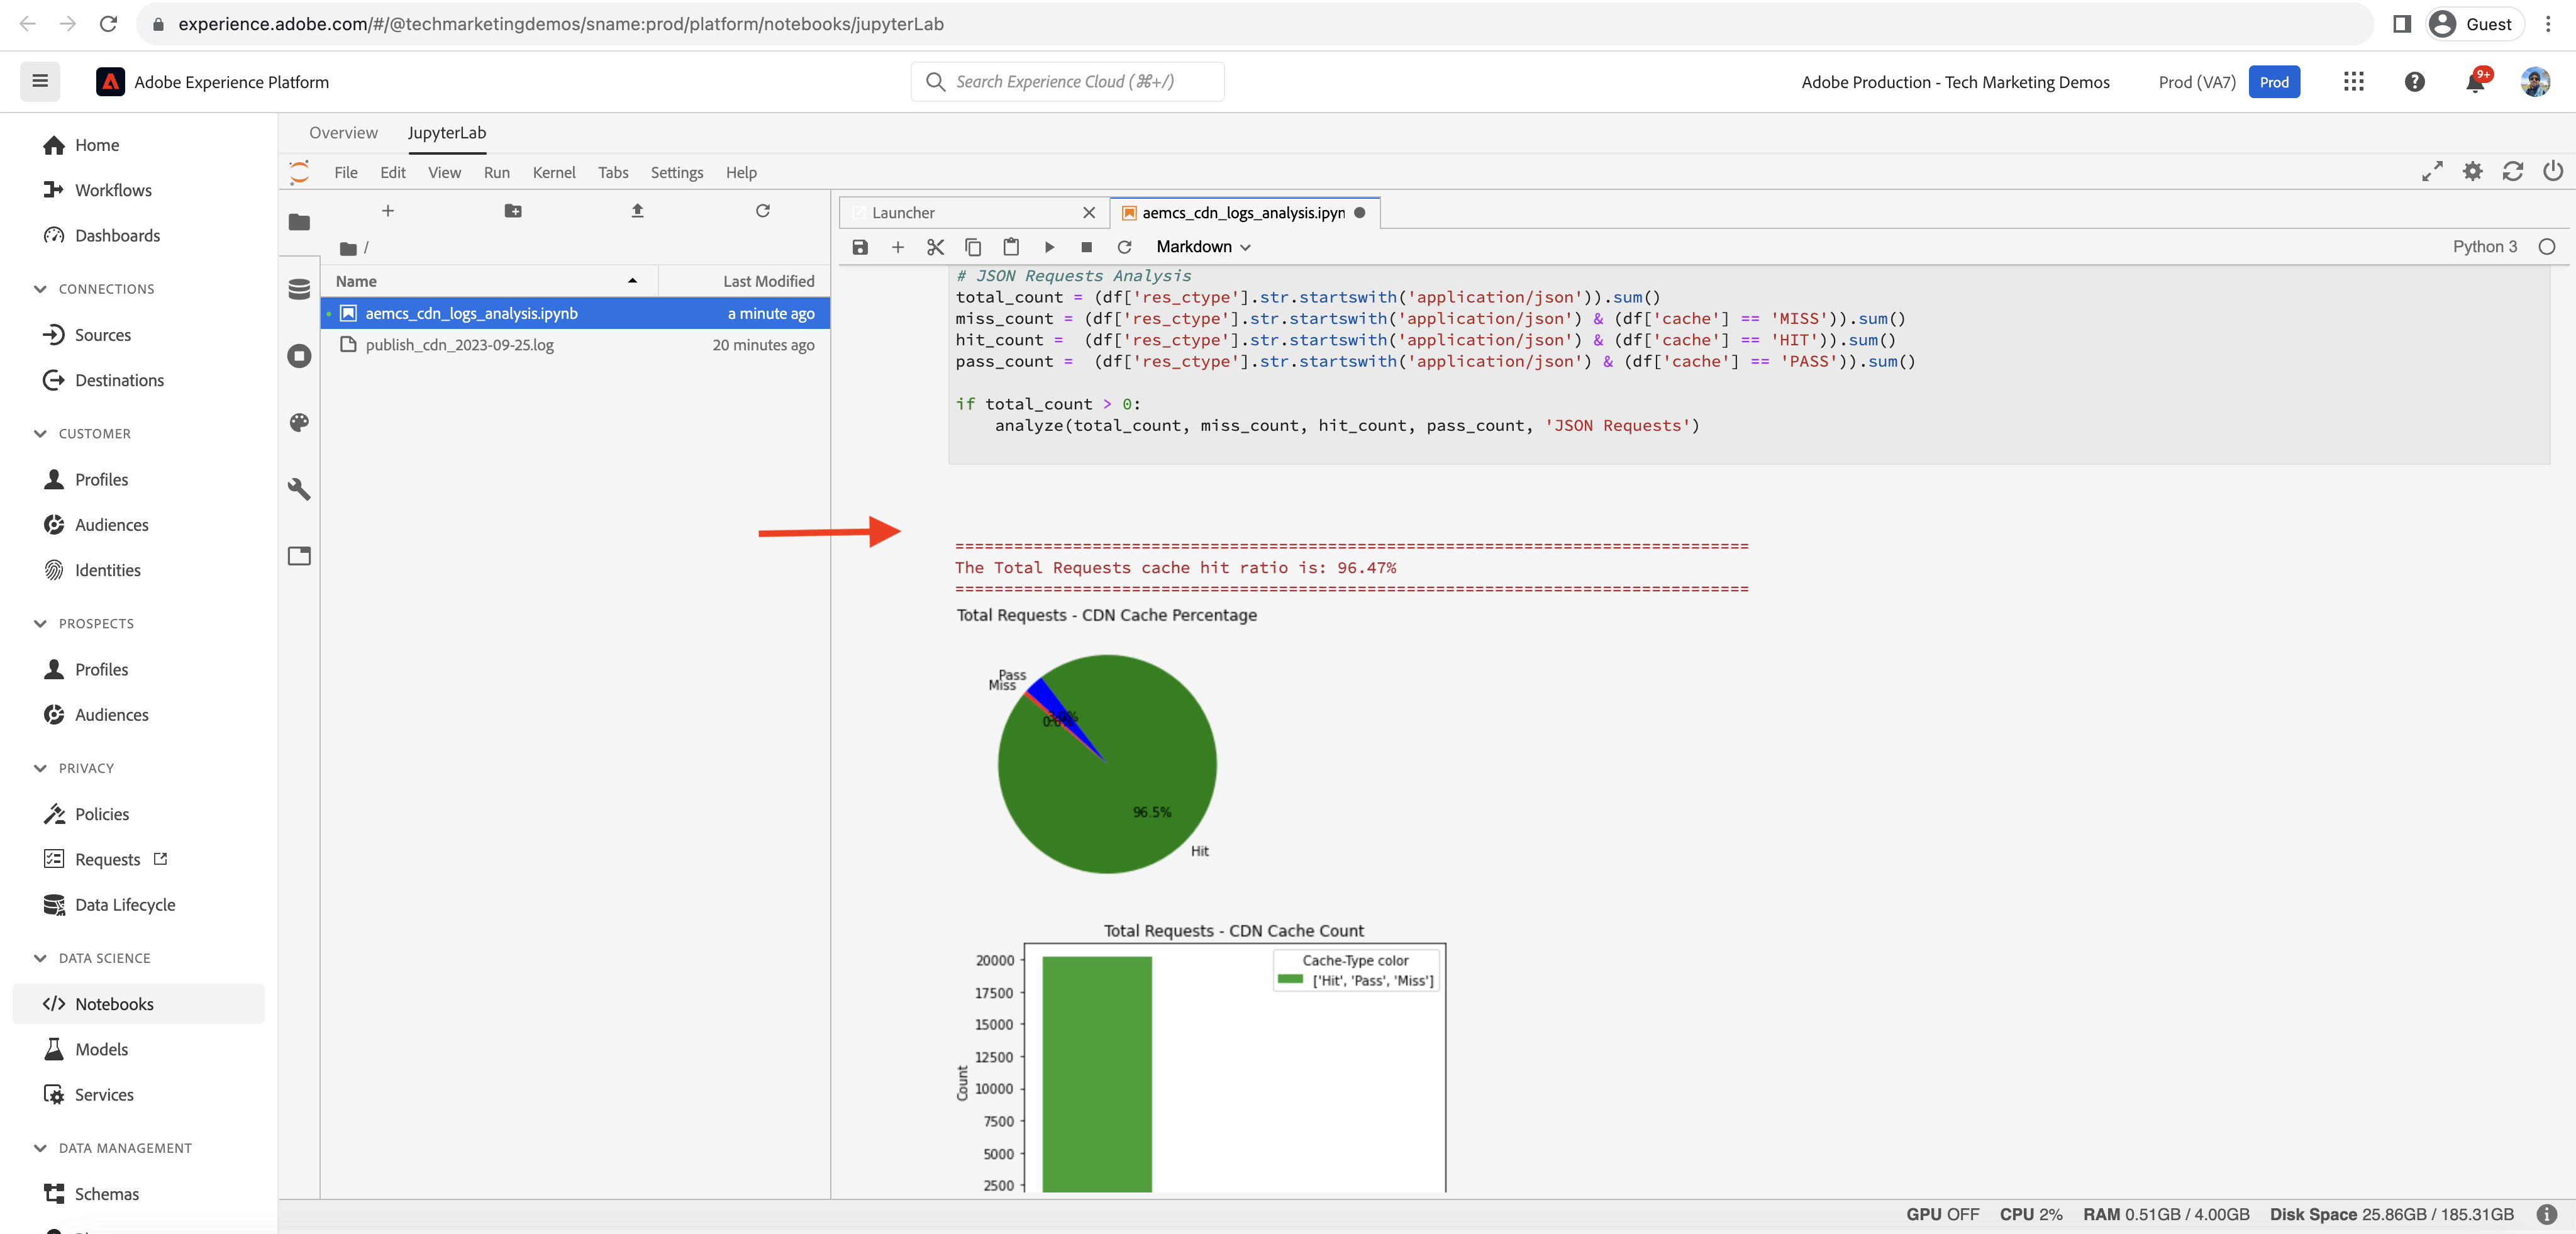 experience.adobe.com/#/@techmarketingdemos/sname:prod/platform/notebooks/jupyterLab
Guest
Adobe Experience Platform
Search Experience Cloud (⌘+/)
Adobe Production - Tech Marketing Demos
Prod (VA7)
Prod
9+
Home
Workflows
Dashboards
CONNECTIONS
Sources
Destinations
CUSTOMER
Profiles
Audiences
Identities
PROSPECTS
Profiles
Audiences
PRIVACY
Policies
Requests
Data Lifecycle
DATA SCIENCE
Notebooks
Models
Services
DATA MANAGEMENT
Schemas
Overview
JupyterLab
File Edit View Run Kernel Tabs Settings Help
/
Name
Last Modified
aemcs_cdn_logs_analysis.ipynb a minute ago
publish_cdn_2023-09-25.log 20 minutes ago
Launcher
aemcs_cdn_logs_analysis.ipyn
Markdown
Python 3
# JSON Requests Analysis
total_count = (df['res_ctype'].str.startswith('application/json')).sum()
miss_count = (df['res_ctype'].str.startswith('application/json') & (df['cache'] == 'MISS')).sum()
hit_count = (df['res_ctype'].str.startswith('application/json') & (df['cache'] == 'HIT')).sum()
pass_count = (df['res_ctype'].str.startswith('application/json') & (df['cache'] == 'PASS')).sum()
if total_count > 0:
analyze(total_count, miss_count, hit_count, pass_count, 'JSON Requests')
=================================================================================
The Total Requests cache hit ratio is: 96.47%
=================================================================================
Total Requests - CDN Cache Percentage
Pass
Miss
96.5%
Hit
Total Requests - CDN Cache Count
Cache-Type color
['Hit', 'Pass', 'Miss']
20000
17500
15000
12500
10000
7500
5000
2500
Count
GPU OFF CPU 2% RAM 0.51GB / 4.00GB Disk Space 25.86GB / 185.31GB